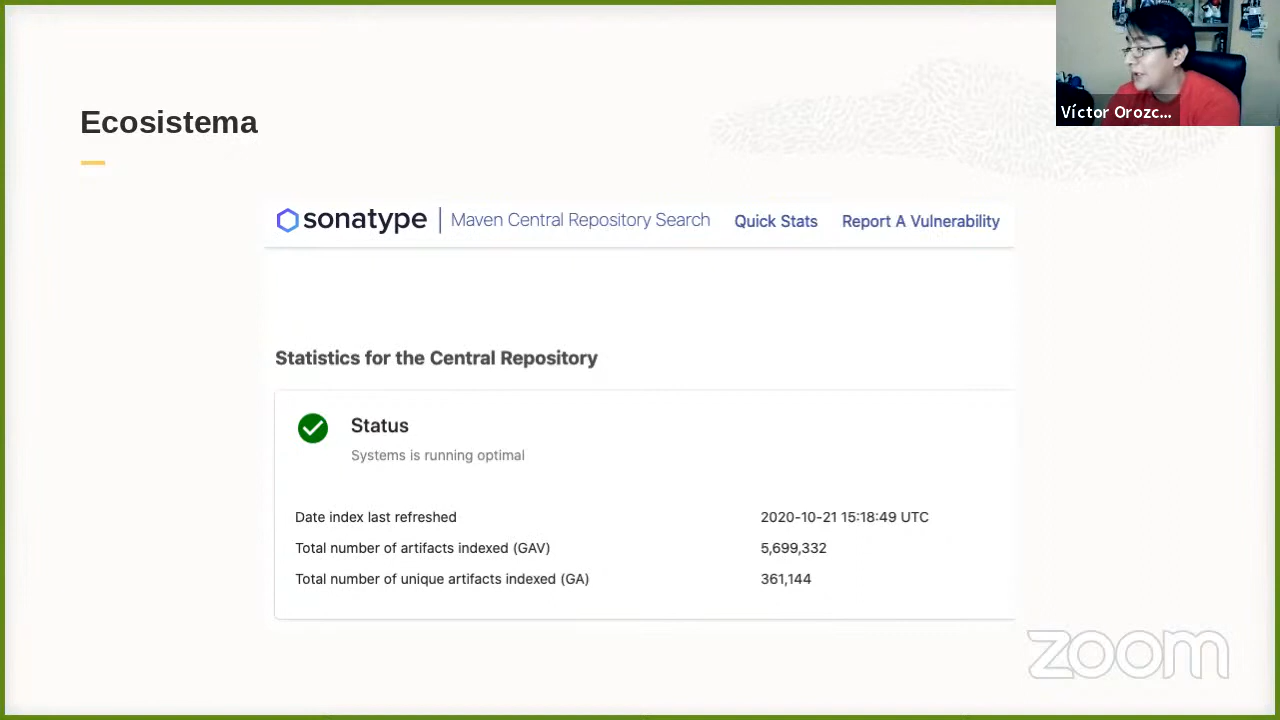 Ecosistema
Víctor Orozc...
sonatype | Maven Central Repository Search Quick Stats Report A Vulnerability
Statistics for the Central Repository
Status
Systems is running optimal
Date index last refreshed 2020-10-21 15:18:49 UTC
Total number of artifacts indexed (GAV) 5,699,332
Total number of unique artifacts indexed (GA) 361,144
zoom